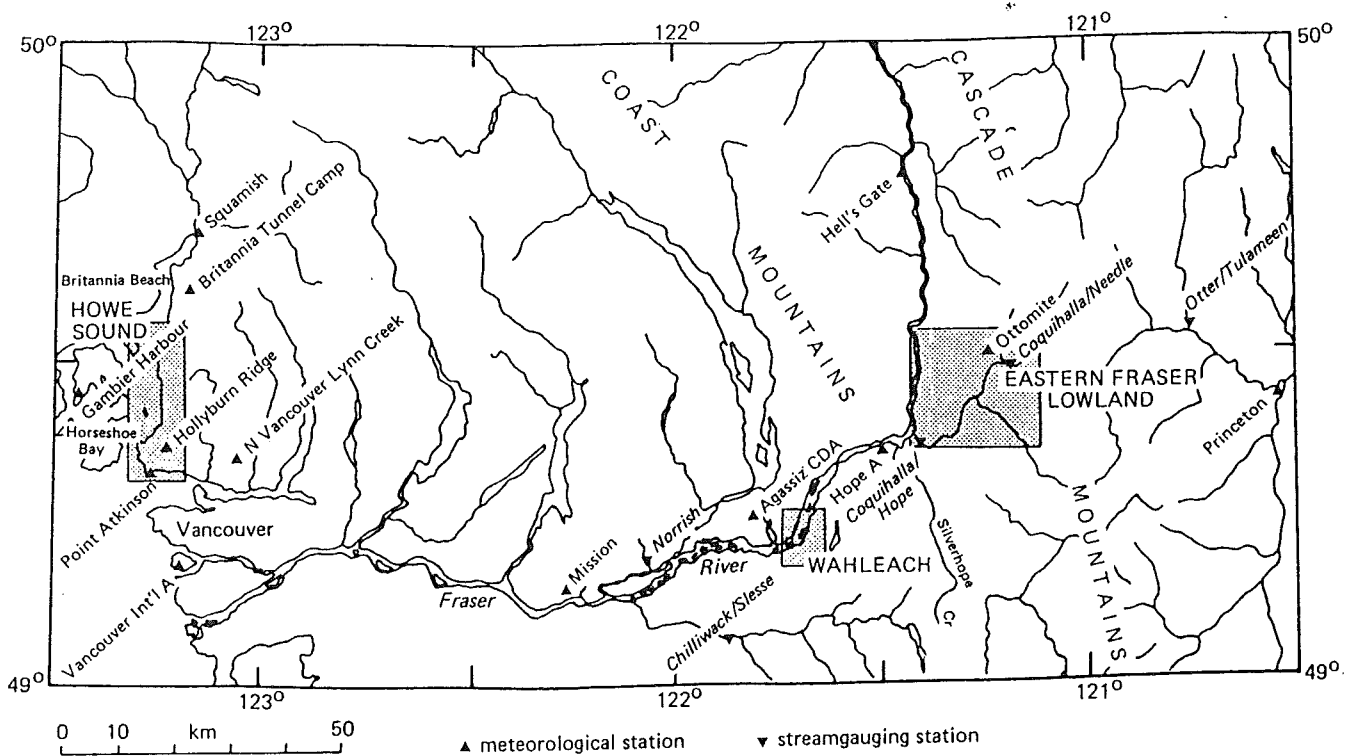 123°
122°
121°
50°
50°
COAST
CASCADE
Squamish
Britannia Tunnel Camp
Hell's Gate
Britannia Beach
HOWE
SOUND
Gambier Harbour
Hollyburn Ridge
N Vancouver Lynn Creek
MOUNTAINS
Otter/Tulameen
Ottomite
Coquihalla/Needle
EASTERN FRASER
LOWLAND
Horseshoe
Bay
Princeton
Point Atkinson
Agassiz CDA
Hope A
Coquihalla/
Hope
Vancouver
Norrish
Silverhope
Cr
MOUNTAINS
Mission
River
WAHLEACH
Fraser
Vancouver Int'l A
Chilliwack/Slesse
49°
49°
123°
122°
121°
0 10 km 50
▲ meteorological station
▼ streamgauging station